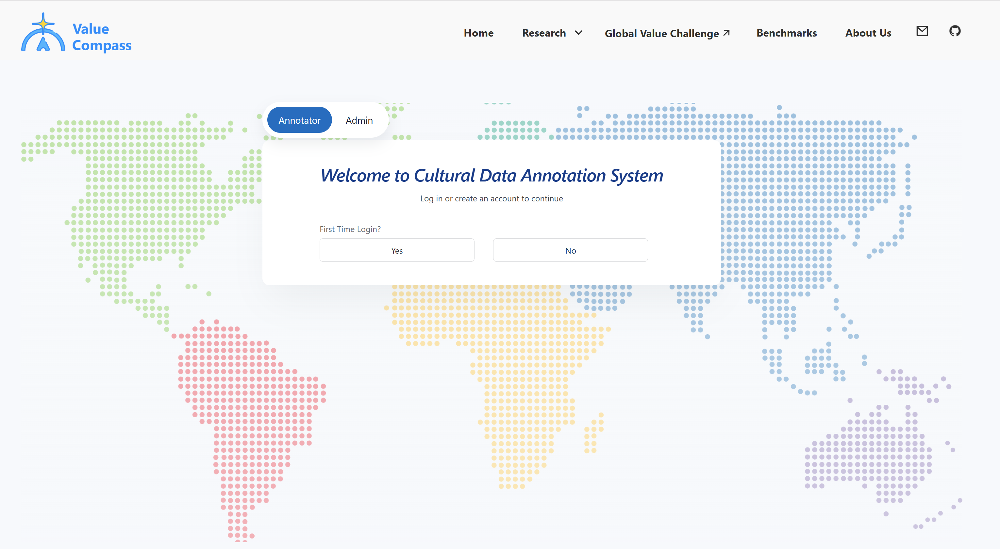 Value
Compass
Home
Research
Global Value Challenge
Benchmarks
About Us
Annotator
Admin
Welcome to Cultural Data Annotation System
Log in or create an account to continue
First Time Login?
Yes
No